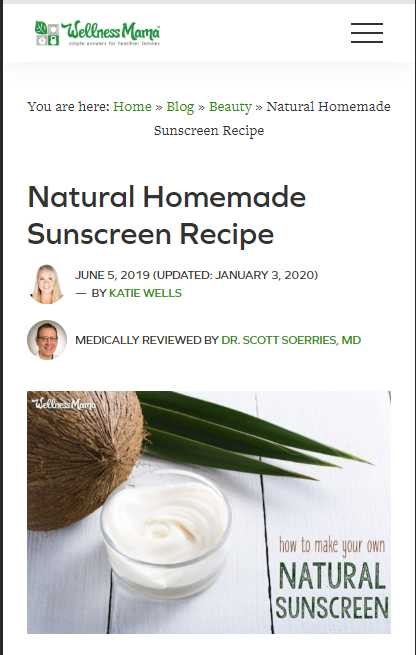 Wellness Mama®
simple answers for healthier families
You are here: Home » Blog » Beauty » Natural Homemade
Sunscreen Recipe
Natural Homemade
Sunscreen Recipe
JUNE 5, 2019 (UPDATED: JANUARY 3, 2020)
— BY KATIE WELLS
MEDICALLY REVIEWED BY DR. SCOTT SOERRIES, MD
Wellness Mama
how to make your own
NATURAL
SUNSCREEN